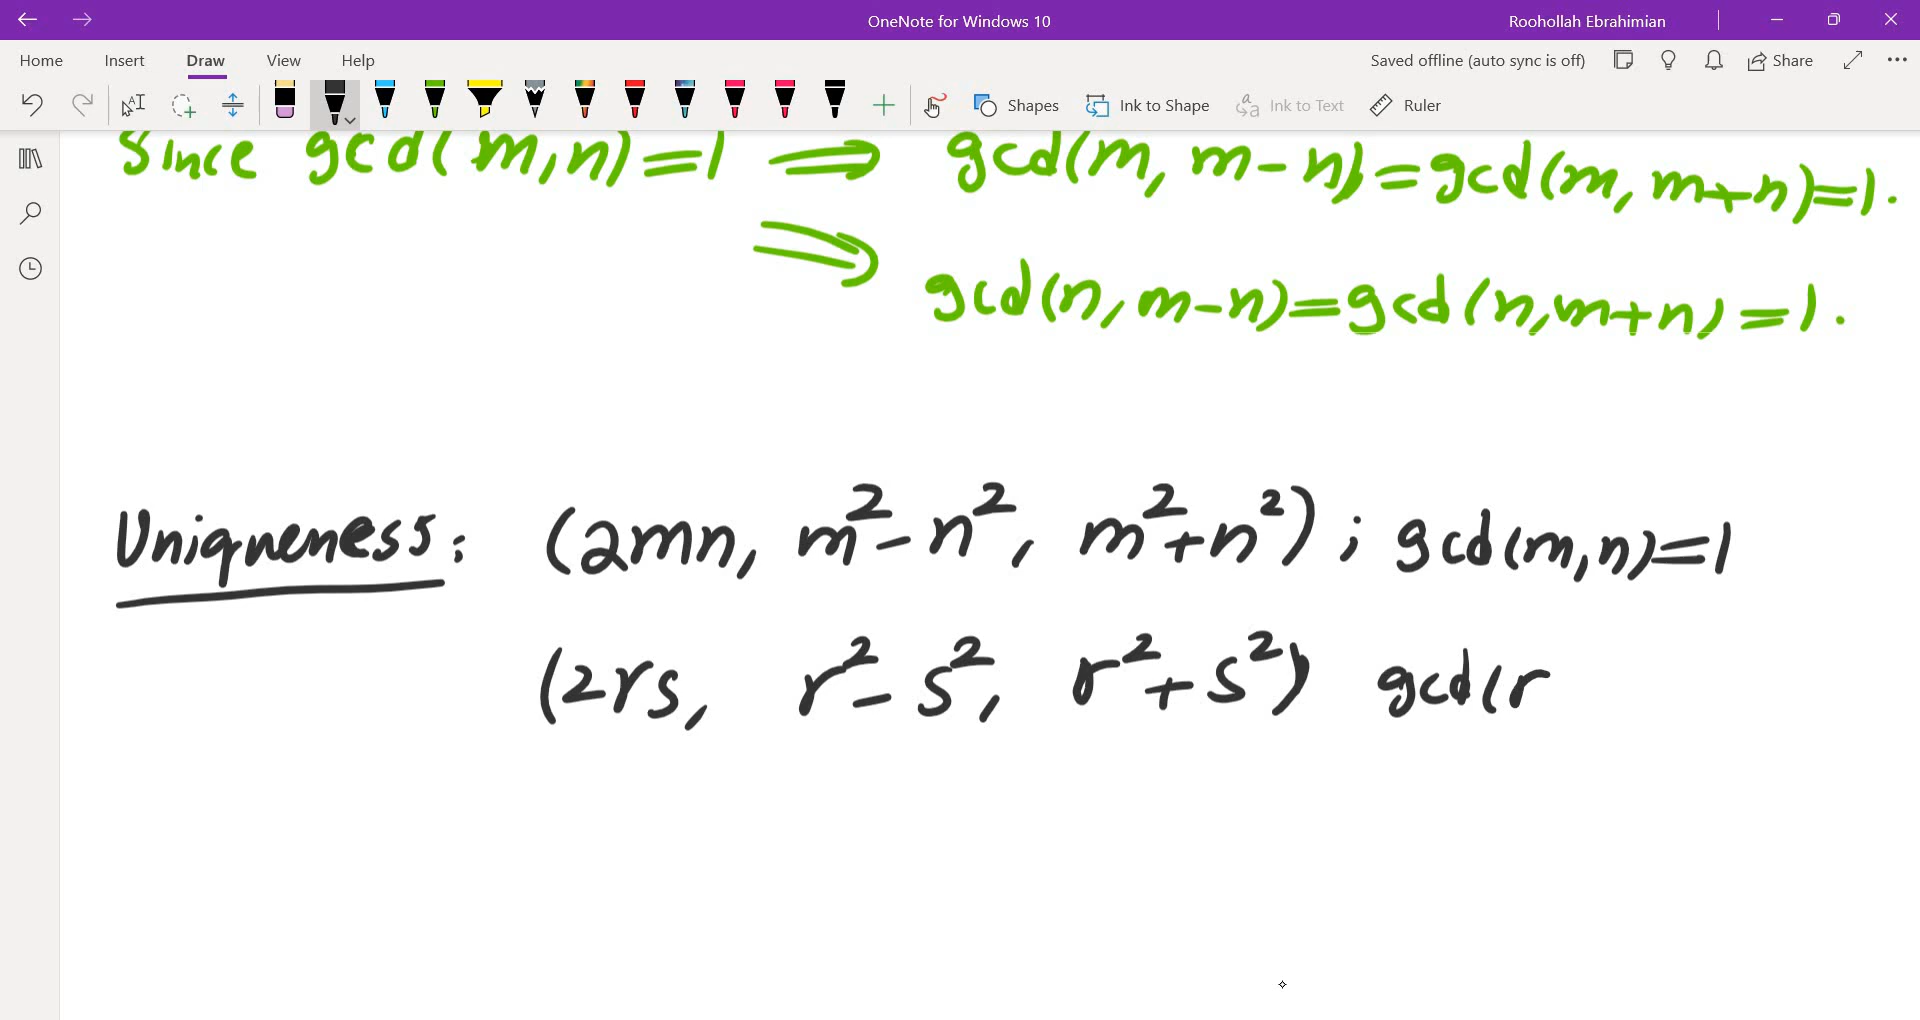 OneNote for Windows 10
Roohollah Ebrahimian
Home Insert Draw View Help
Saved offline (auto sync is off) Share
Shapes Ink to Shape Ink to Text Ruler
Since gcd(m,n)=1 ⟹ gcd(m, m-n)=gcd(m, m+n)=1.
⟹ gcd(n, m-n)=gcd(n,m+n)=1.
Uniqueness: (2mn, m²-n², m²+n²); gcd(m,n)=1
(2rs, r²-s², r²+s²) gcd(r